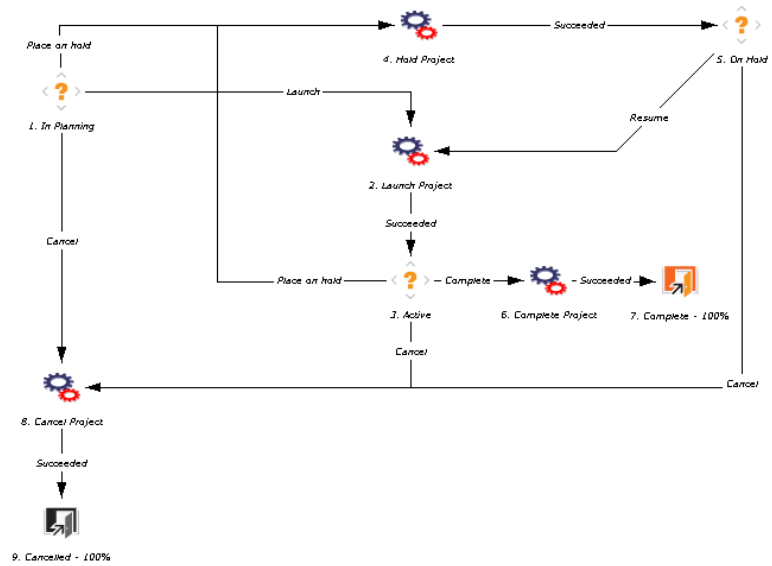 Succeeded
Place on hold
4. Hold Project
5. On Hold
Launch
1. In Planning
Resume
2. Launch Project
Succeeded
Cancel
Place on hold
Complete
Succeeded
3. Active
6. Complete Project
7. Complete - 100%
Cancel
Cancel
8. Cancel Project
Succeeded
9. Cancelled - 100%